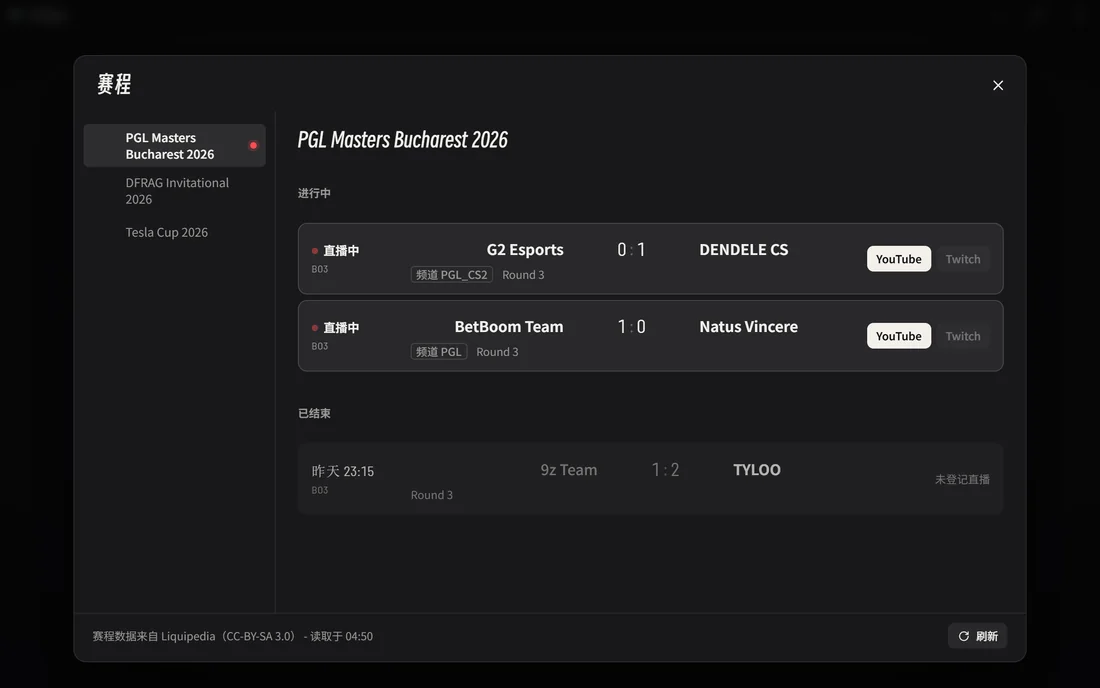 赛程
PGL Masters
Bucharest 2026
DFRAG Invitational
2026
Tesla Cup 2026
PGL Masters Bucharest 2026
进行中
直播中 G2 Esports 0:1 DENDELE CS YouTube Twitch
BO3 频道 PGL_CS2 Round 3
直播中 BetBoom Team 1:0 Natus Vincere YouTube Twitch
BO3 频道 PGL Round 3
已结束
昨天 23:15 9z Team 1:2 TYLOO 未登记直播
BO3 Round 3
赛程数据来自 Liquipedia（CC-BY-SA 3.0） - 读取于 04:50 刷新